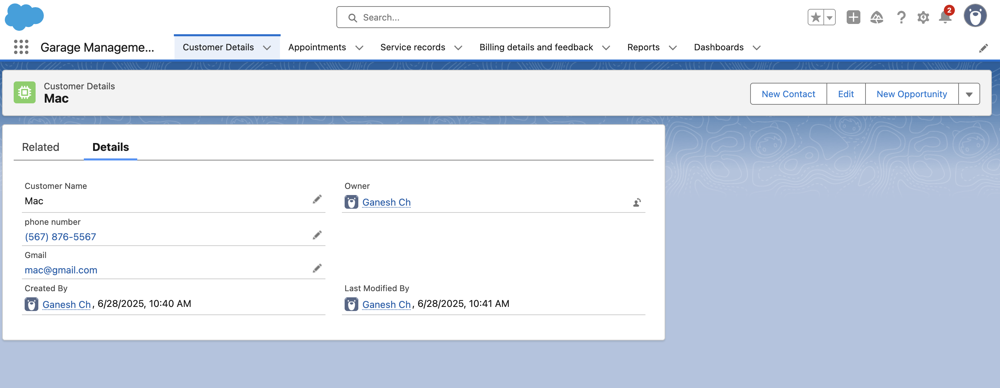 Search...
2
Garage Manageme...
Customer Details
Appointments
Service records
Billing details and feedback
Reports
Dashboards
Customer Details
Mac
New Contact
Edit
New Opportunity
Related
Details
Customer Name
Mac
Owner
Ganesh Ch
phone number
(567) 876-5567
Gmail
mac@gmail.com
Created By
Ganesh Ch, 6/28/2025, 10:40 AM
Last Modified By
Ganesh Ch, 6/28/2025, 10:41 AM